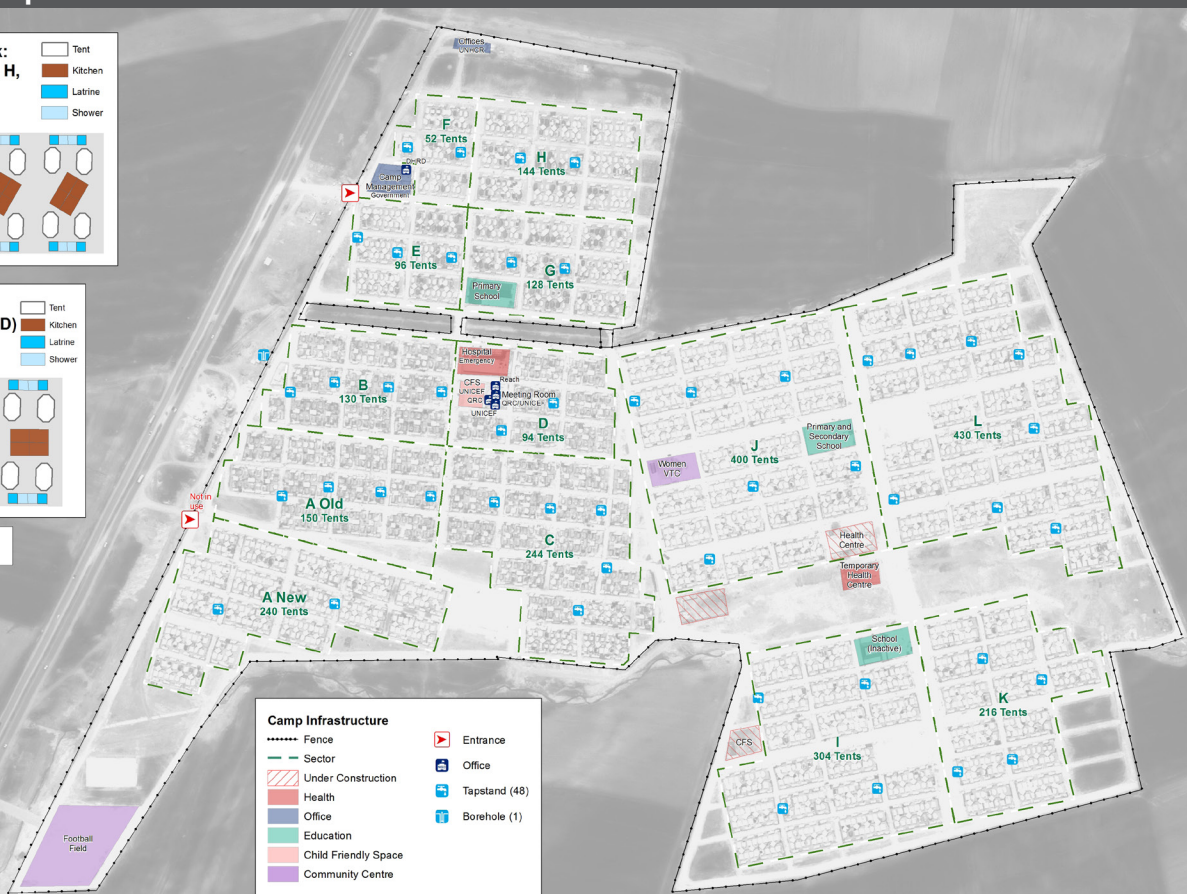 H,
Tent
Kitchen
Latrine
Shower
D)
Tent
Kitchen
Latrine
Shower
Offices
UNHCR
F
52 Tents
H
144 Tents
Camp
Management
Government
E
96 Tents
G
128 Tents
Primary
School
Hospital
Emergency
CFS
UNICEF
QRC
Reach
Meeting Room
QRC/UNICEF
UNICEF
B
130 Tents
D
94 Tents
J
400 Tents
Primary and
Secondary
School
L
430 Tents
Women
VTC
Not in
use
A Old
150 Tents
C
244 Tents
Health
Centre
Temporary
Health
Centre
A New
240 Tents
School
(Inactive)
K
216 Tents
CFS
I
304 Tents
Football
Field
Camp Infrastructure
Fence
Sector
Under Construction
Health
Office
Education
Child Friendly Space
Community Centre
Entrance
Office
Tapstand (48)
Borehole (1)